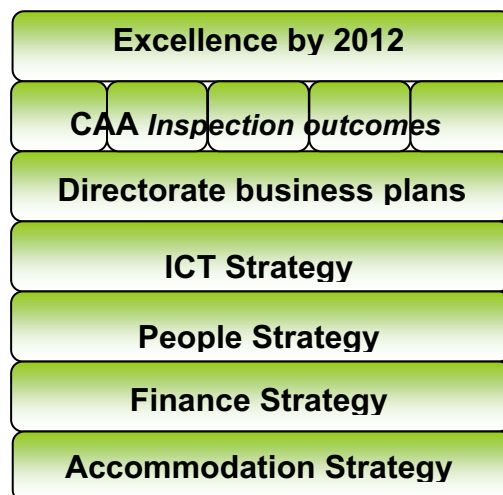 Excellence by 2012
CAA Inspection outcomes
Directorate business plans
ICT Strategy
People Strategy
Finance Strategy
Accommodation Strategy